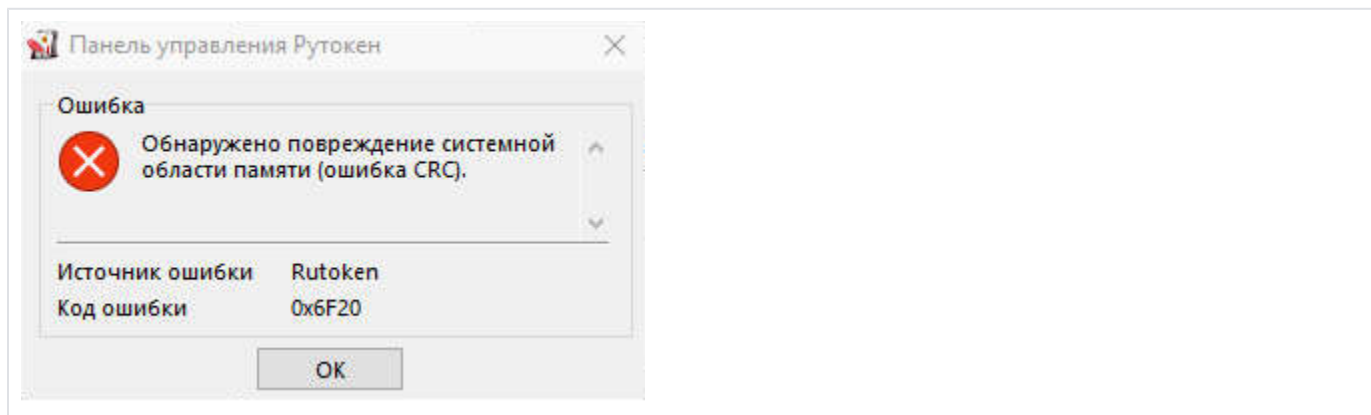 Панель управления Рутокен
Ошибка
Обнаружено повреждение системной
области памяти (ошибка CRC).
Источник ошибки Rutoken
Код ошибки 0x6F20
OK